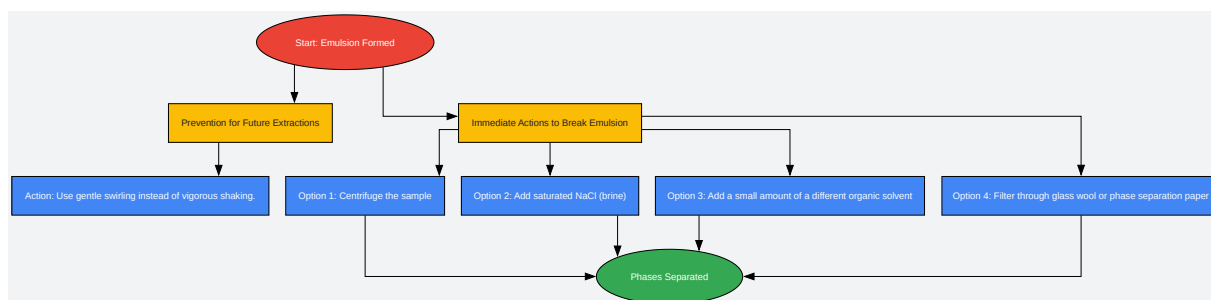 Start: Emulsion Formed
Prevention for Future Extractions
Immediate Actions to Break Emulsion
Action: Use gentle swirling instead of vigorous shaking.
Option 1: Centrifuge the sample
Option 2: Add saturated NaCl (brine)
Option 3: Add a small amount of a different organic solvent
Option 4: Filter through glass wool or phase separation paper
Phases Separated